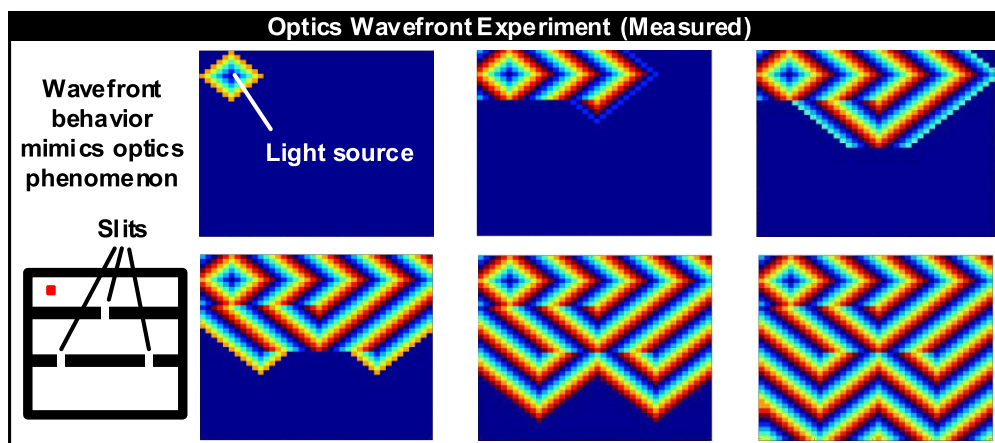 Optics Wavefront Experiment (Measured)
Wavefront
behavior
mimics optics
phenomenon
Light source
Slits